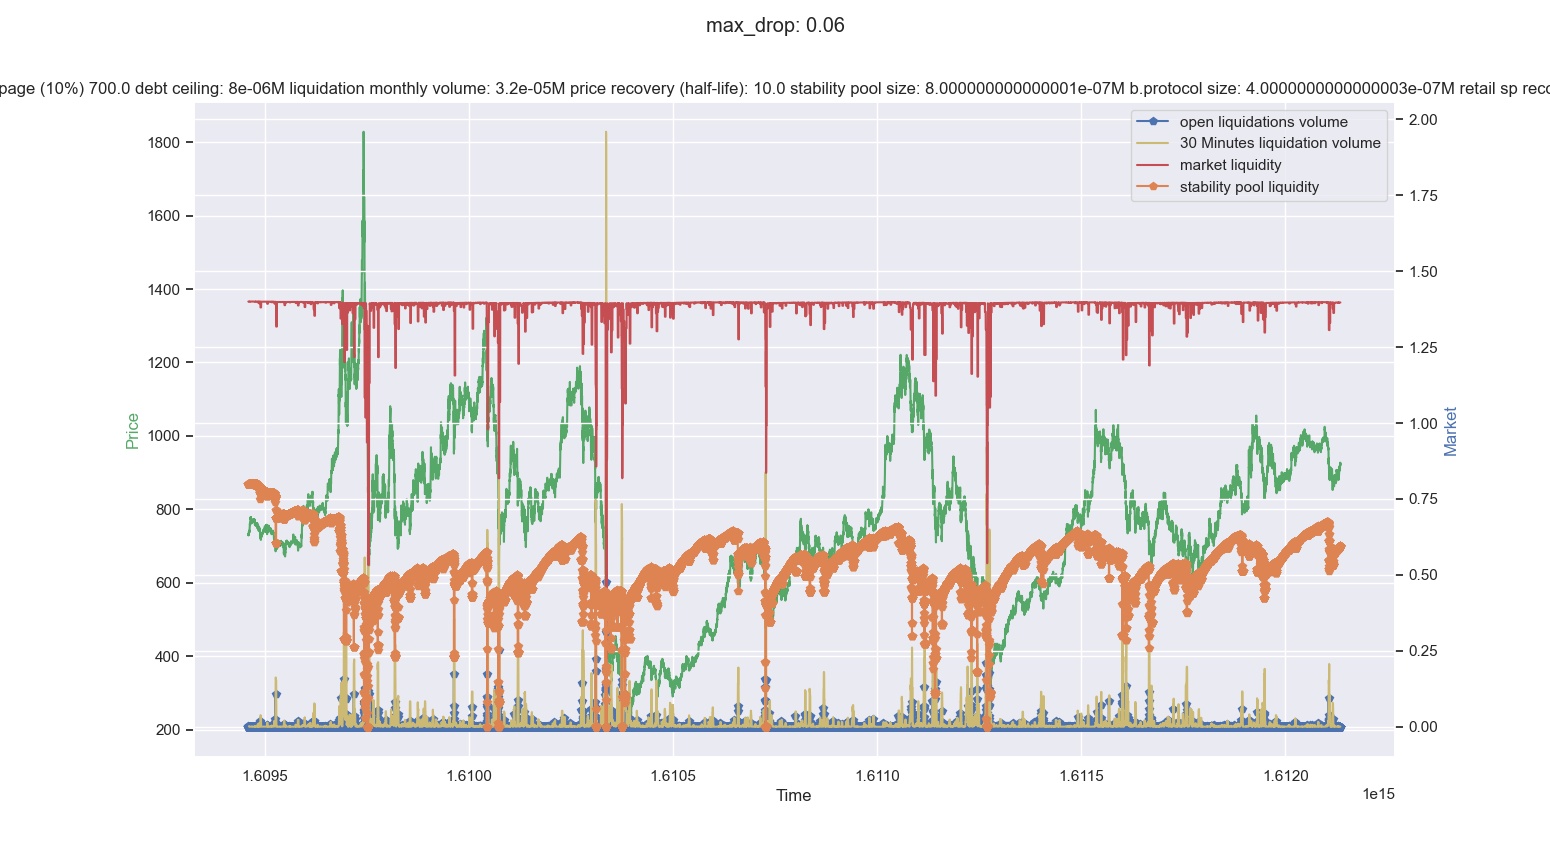 max_drop: 0.06
page (10%) 700.0 debt ceiling: 8e-06M liquidation monthly volume: 3.2e-05M price recovery (half-life): 10.0 stability pool size: 8.000000000000001e-07M b.protocol size: 4.0000000000000003e-07M retail sp reco
open liquidations volume
30 Minutes liquidation volume
market liquidity
stability pool liquidity
1800
1600
1400
1200
1000
800
600
400
200
Price
2.00
1.75
1.50
1.25
1.00
0.75
0.50
0.25
0.00
Market
1.6095 1.6100 1.6105 1.6110 1.6115 1.6120
Time
1e15